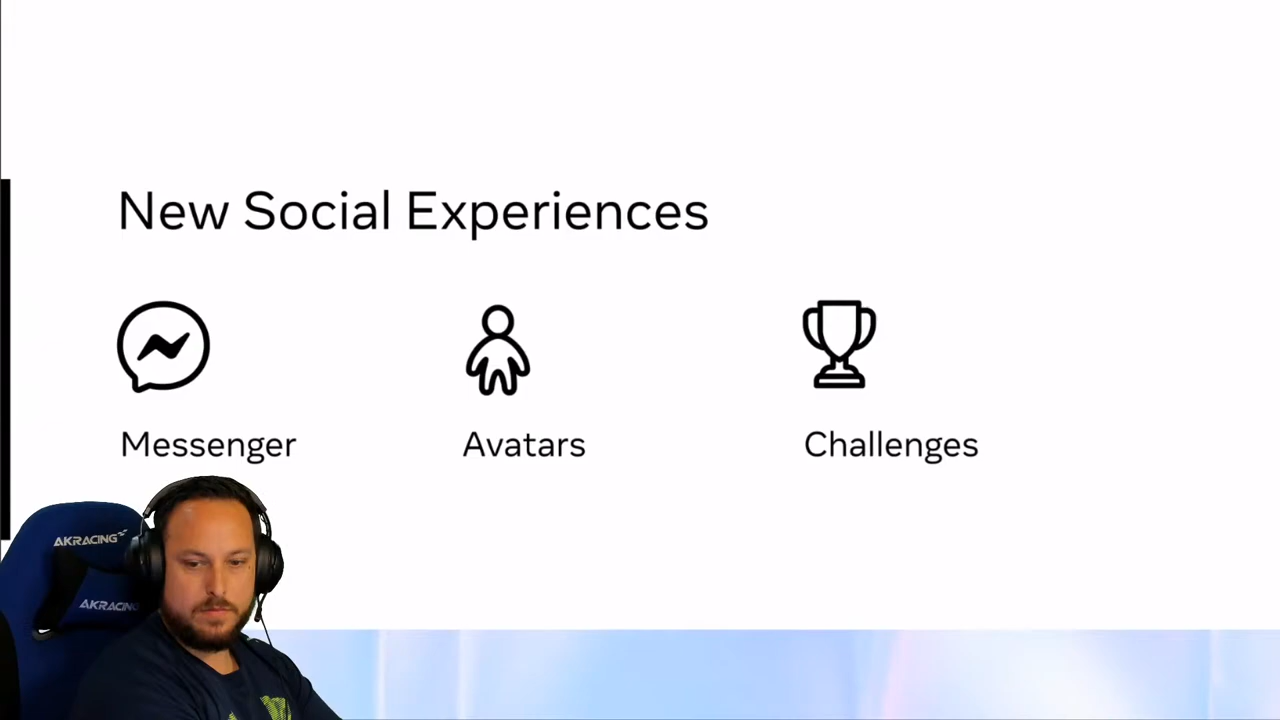 New Social Experiences
Messenger
Avatars
Challenges
AKRACING
AKRACING